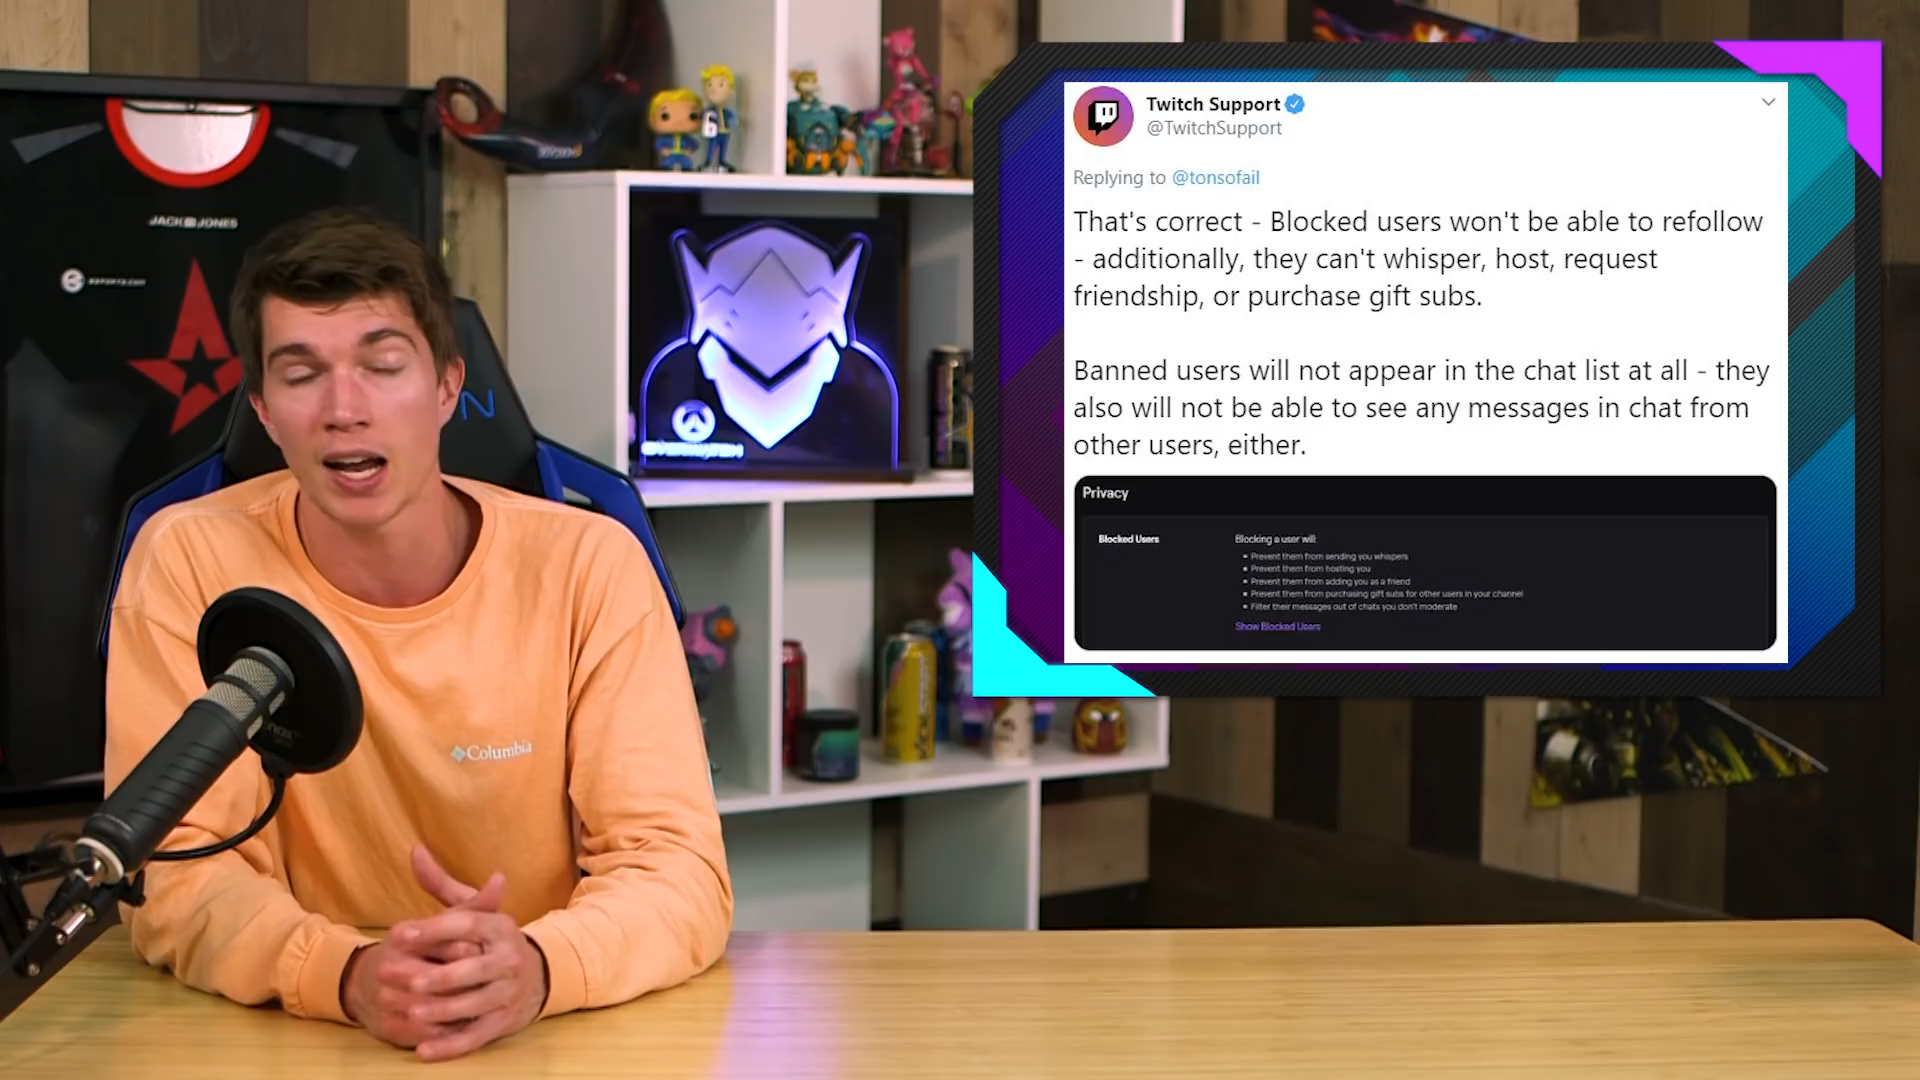 Twitch Support
@TwitchSupport
Replying to @tonsofail
That's correct - Blocked users won't be able to refollow
- additionally, they can't whisper, host, request
friendship, or purchase gift subs.
Banned users will not appear in the chat list at all - they
also will not be able to see any messages in chat from
other users, either.
Privacy
Blocked Users
Blocking a user will:
Prevent them from sending you whispers
Prevent them from hosting you
Prevent them from adding you as a friend
Prevent them from purchasing gift subs for other users in your channel
Filter their messages out of chats you don't moderate
Show Blocked Users
JACK JONES
N
Columbia